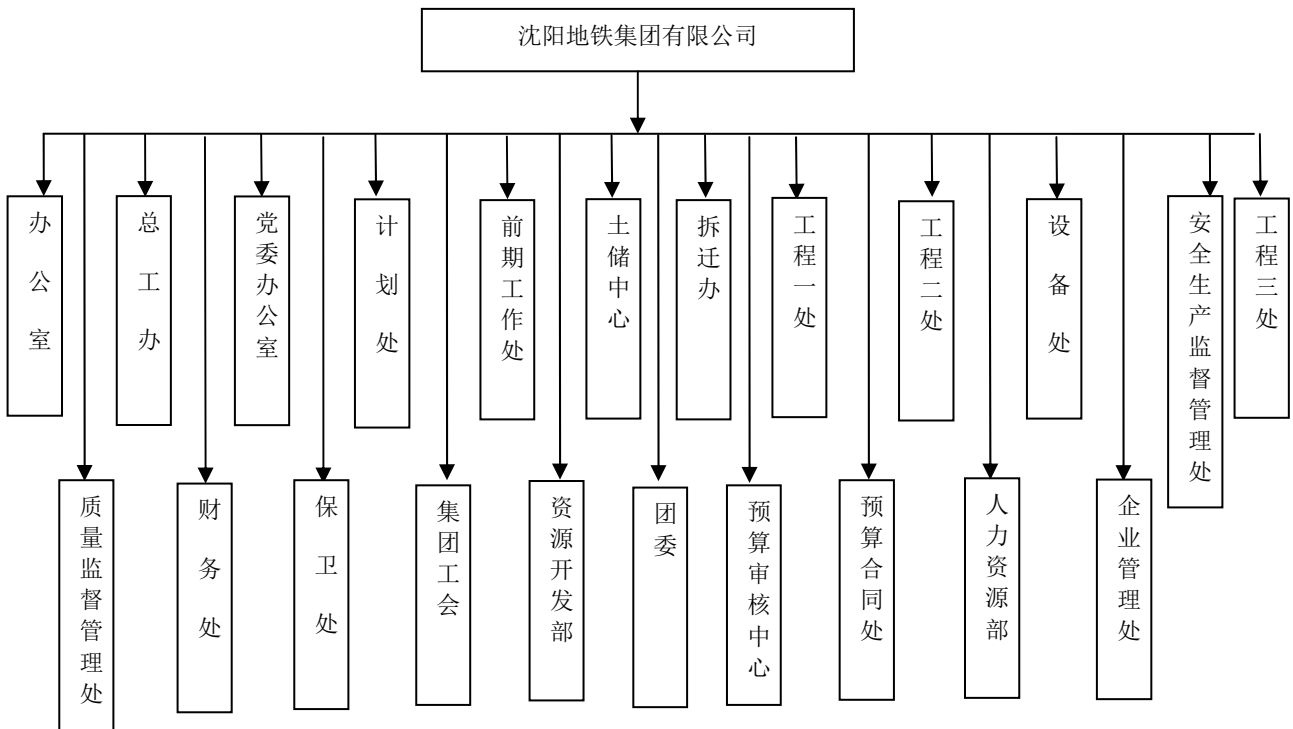 沈阳地铁集团有限公司
办公室
总工办
党委办公室
计划处
前期工作处
土储中心
拆迁办
工程一处
工程二处
设备处
安全生产监督管理处
工程三处
质量监督管理处
财务处
保卫处
集团工会
资源开发部
团委
预算审核中心
预算合同处
人力资源部
企业管理处